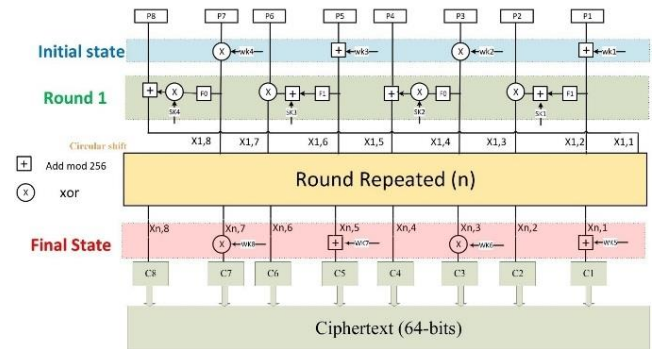 P8 P7 P6 P5 P4 P3 P2 P1
Initial state
X wk4 + wk3 X wk2 + wk1
Round 1
+ X F0 X + F1 + X F0 X + F1
SK4 SK3 SK2 SK1
Circular shift
X1,8 X1,7 X1,6 X1,5 X1,4 X1,3 X1,2 X1,1
+ Add mod 256
X xor
Round Repeated (n)
Final State
Xn,8 Xn,7 Xn,6 Xn,5 Xn,4 Xn,3 Xn,2 Xn,1
X WK8 + WK7 X WK6 + WK5
C8 C7 C6 C5 C4 C3 C2 C1
Ciphertext (64-bits)